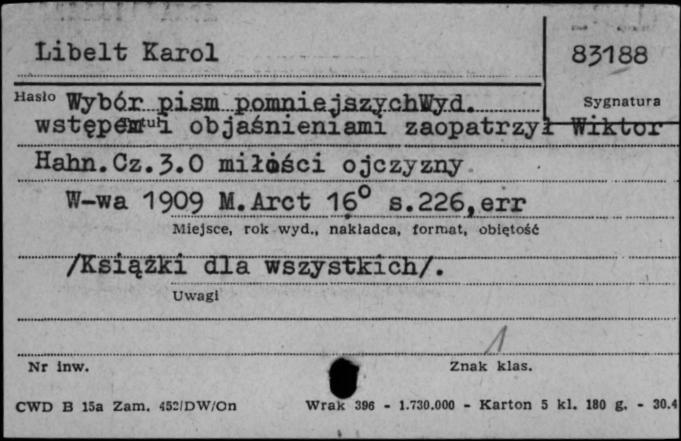 Libelt Karol
83188
Hasło Wybór pism pomniejszychWyd.
Sygnatura
wstępem i objaśnieniami zaopatrzył Wiktor
Hahn.Cz.3.O miłości ojczyzny
W-wa 1909 M.Arct 16° s.226,err
Miejsce, rok wyd., nakładca, format, objętość
/Książki dla wszystkich/.
Uwagi
1
Nr inw.
Znak klas.
CWD B 15a Zam. 452/DW/On
Wrak 396 - 1.730.000 - Karton 5 kl. 180 g. - 30.4